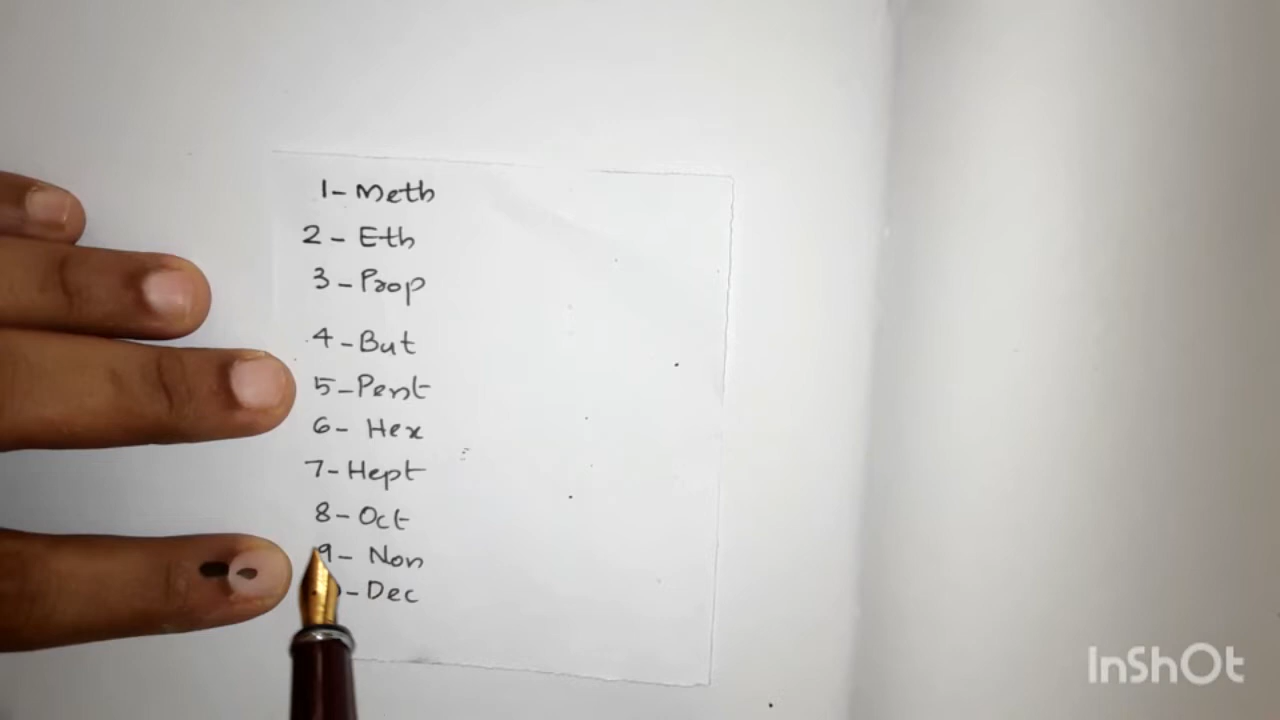 1- Meth
2 - Eth
3 - Prop
4 - But
5 - Pent
6 - Hex
7 - Hept
8 - Oct
9 - Non
- Dec
InShOt